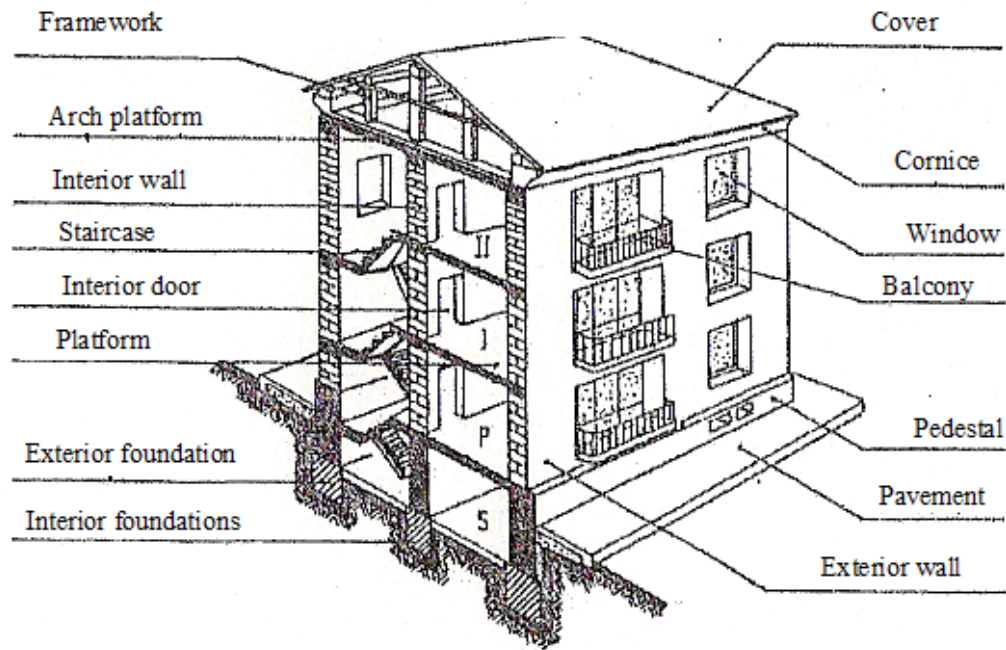 Framework
Cover
Arch platform
Cornice
Interior wall
Staircase
Window
Interior door
Balcony
Platform
Exterior foundation
Pedestal
Interior foundations
Pavement
Exterior wall
II
I
P
S